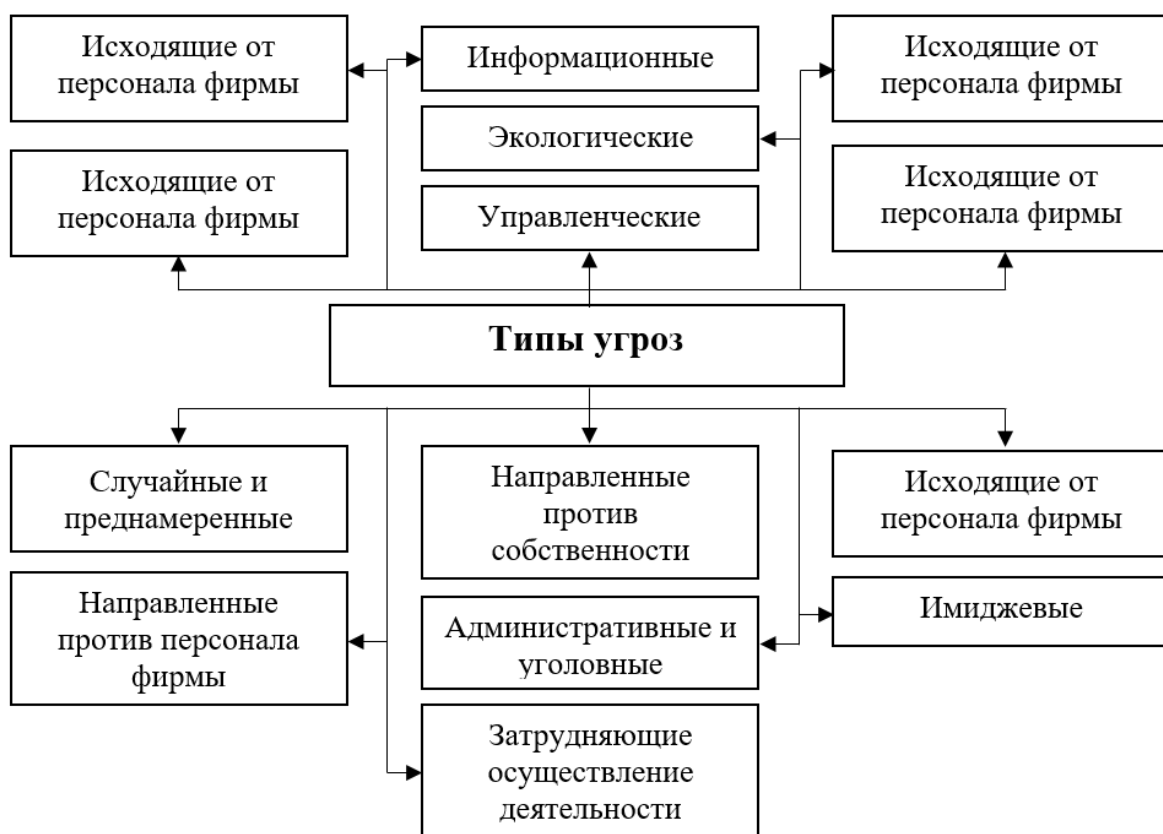 Исходящие от
персонала фирмы
Информационные
Исходящие от
персонала фирмы
Экологические
Исходящие от
персонала фирмы
Управленческие
Исходящие от
персонала фирмы
Типы угроз
Случайные и
преднамеренные
Направленные
против
собственности
Исходящие от
персонала фирмы
Направленные
против персонала
фирмы
Административные и
уголовные
Имиджевые
Затрудняющие
осуществление
деятельности